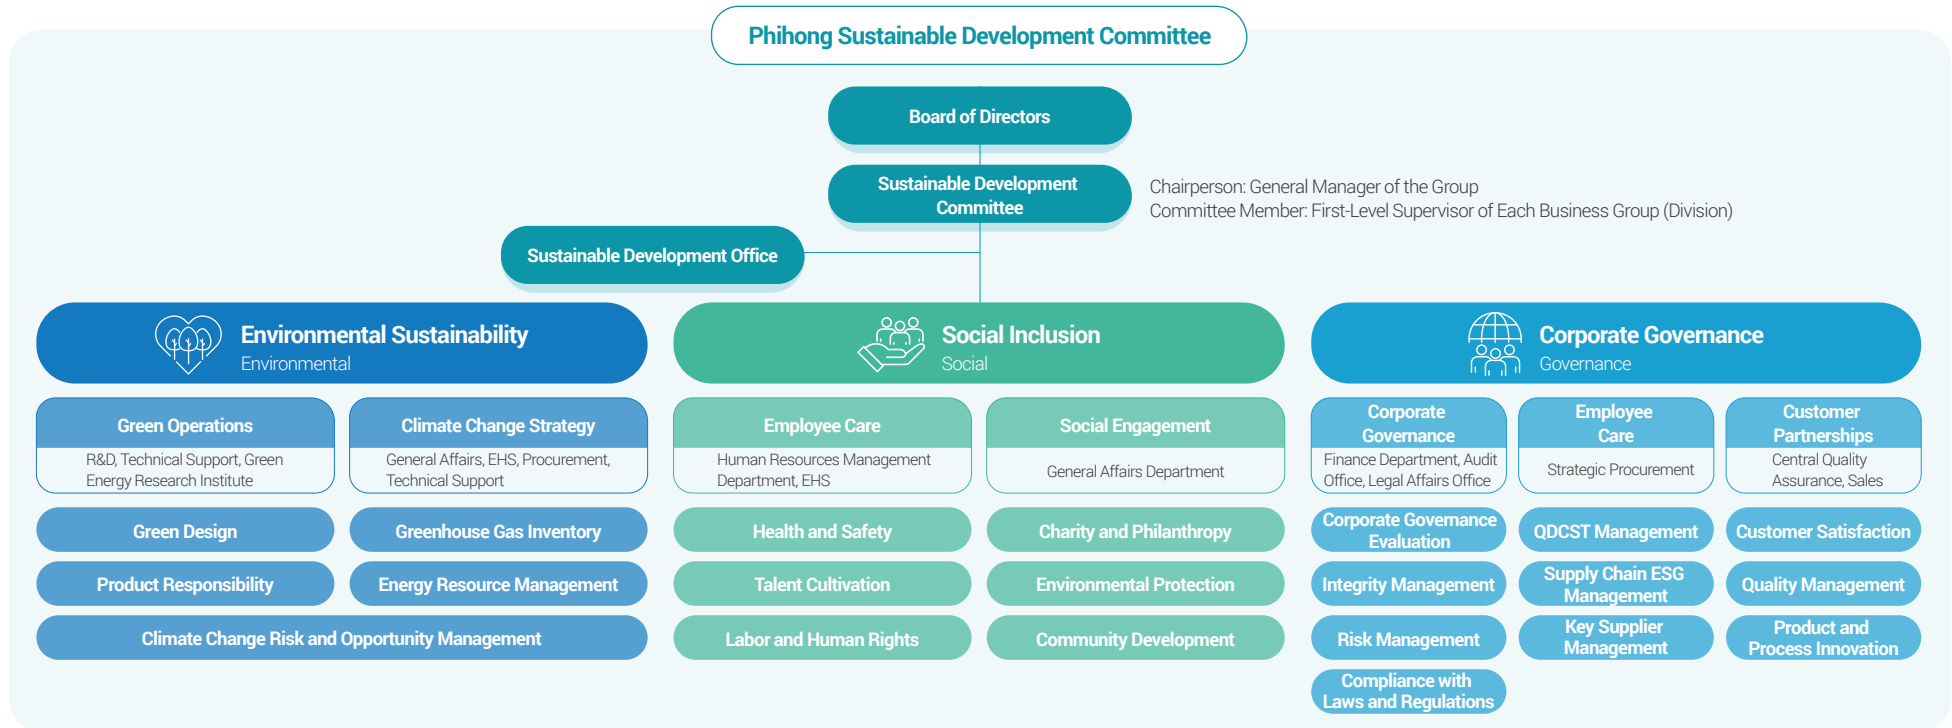 Phihong Sustainable Development Committee
Board of Directors
Sustainable Development
Committee
Chairperson: General Manager of the Group
Committee Member: First-Level Supervisor of Each Business Group (Division)
Sustainable Development Office
Environmental Sustainability
Environmental
Green Operations
R&D, Technical Support, Green
Energy Research Institute
Climate Change Strategy
General Affairs, EHS, Procurement,
Technical Support
Green Design
Greenhouse Gas Inventory
Product Responsibility
Energy Resource Management
Climate Change Risk and Opportunity Management
Social Inclusion
Social
Employee Care
Human Resources Management
Department, EHS
Social Engagement
General Affairs Department
Health and Safety
Charity and Philanthropy
Talent Cultivation
Environmental Protection
Labor and Human Rights
Community Development
Corporate Governance
Governance
Corporate
Governance
Finance Department, Audit
Office, Legal Affairs Office
Employee
Care
Strategic Procurement
Customer
Partnerships
Central Quality
Assurance, Sales
Corporate Governance
Evaluation
QDCST Management
Customer Satisfaction
Integrity Management
Supply Chain ESG
Management
Quality Management
Risk Management
Key Supplier
Management
Product and
Process Innovation
Compliance with
Laws and Regulations